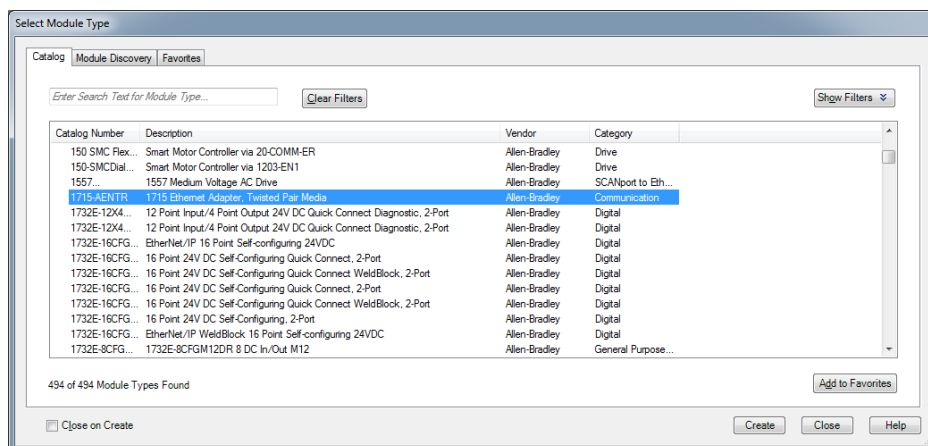 Select Module Type
Catalog Module Discovery Favorites
Enter Search Text for Module Type... Clear Filters Show Filters
Catalog Number Description Vendor Category
150 SMC Flex... Smart Motor Controller via 20-COMM-ER Allen-Bradley Drive
150-SMCDial... Smart Motor Controller via 1203-EN1 Allen-Bradley Drive
1557... 1557 Medium Voltage AC Drive Allen-Bradley SCANport to Eth...
1715-AENTR 1715 Ethernet Adapter, Twisted Pair Media Allen-Bradley Communication
1732E-12X4... 12 Point Input/4 Point Output 24V DC Quick Connect Diagnostic, 2-Port Allen-Bradley Digital
1732E-12X4... 12 Point Input/4 Point Output 24V DC Quick Connect Diagnostic, 2-Port Allen-Bradley Digital
1732E-16CFG... EtherNet/IP 16 Point Self-configuring 24VDC Allen-Bradley Digital
1732E-16CFG... 16 Point 24V DC Self-Configuring Quick Connect, 2-Port Allen-Bradley Digital
1732E-16CFG... 16 Point 24V DC Self-Configuring Quick Connect WeldBlock, 2-Port Allen-Bradley Digital
1732E-16CFG... 16 Point 24V DC Self-Configuring Quick Connect, 2-Port Allen-Bradley Digital
1732E-16CFG... 16 Point 24V DC Self-Configuring Quick Connect WeldBlock, 2-Port Allen-Bradley Digital
1732E-16CFG... 16 Point 24V DC Self-Configuring, 2-Port Allen-Bradley Digital
1732E-16CFG... EtherNet/IP WeldBlock 16 Point Self-configuring 24VDC Allen-Bradley Digital
1732E-8CFG... 1732E-8CFGM12DR 8 DC In/Out M12 Allen-Bradley General Purpose...
494 of 494 Module Types Found Add to Favorites
Close on Create Create Close Help